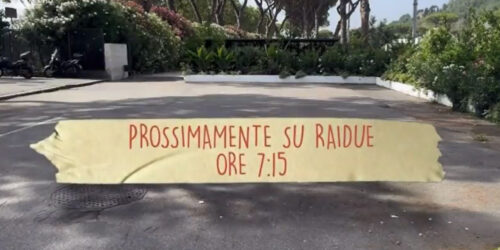 PROSSIMAMENTE SU RAIDUE
ORE 7:15